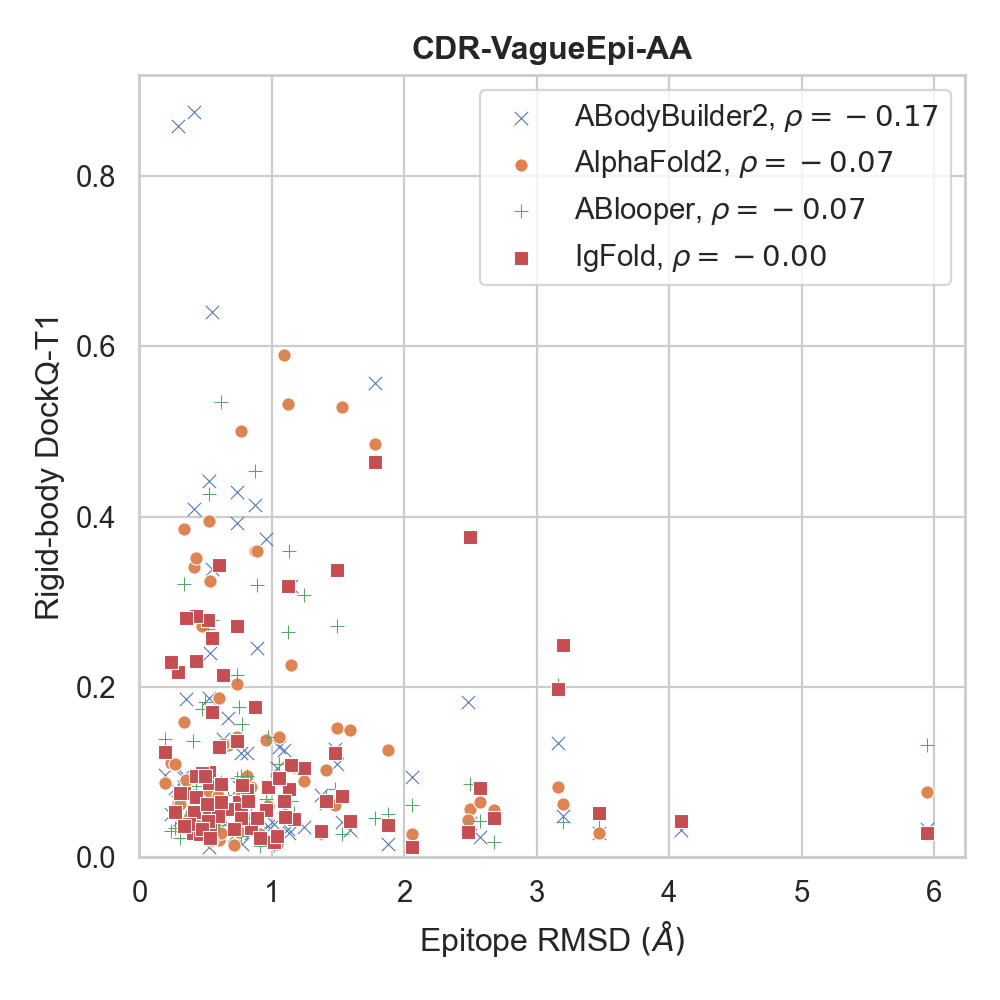 CDR-VagueEpi-AA
ABodyBuilder2, ρ = −0.17
AlphaFold2, ρ = −0.07
ABlooper, ρ = −0.07
IgFold, ρ = −0.00
Rigid-body DockQ-T1
0.8
0.6
0.4
0.2
0.0
0 1 2 3 4 5 6
Epitope RMSD (Å)